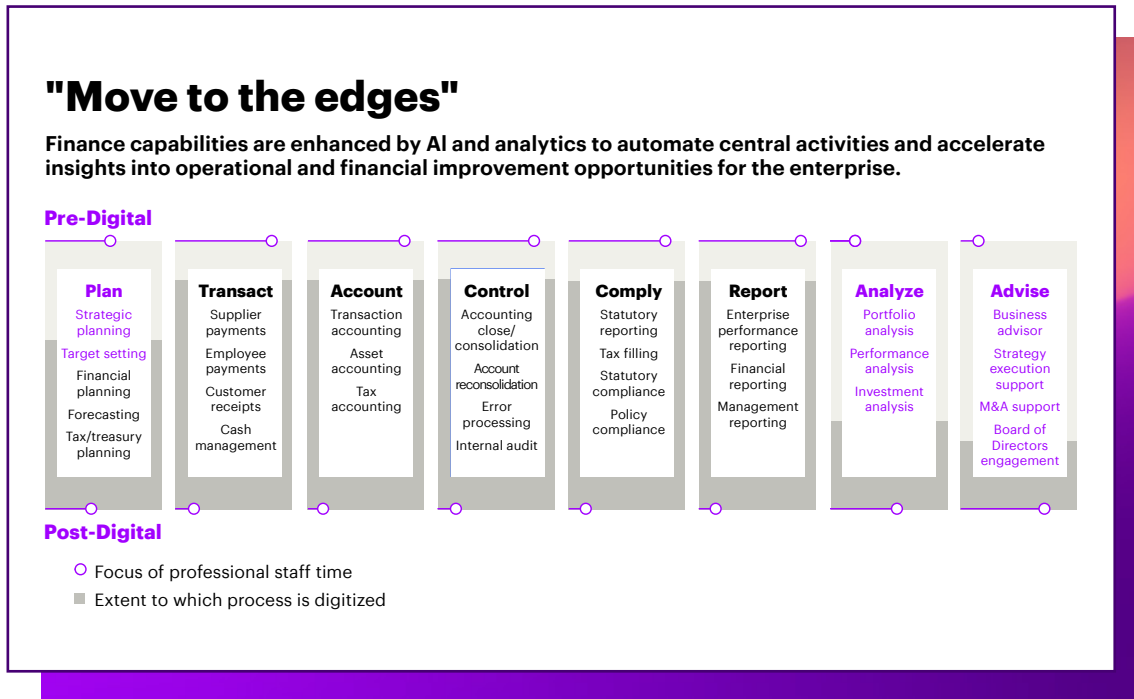 "Move to the edges"
Finance capabilities are enhanced by AI and analytics to automate central activities and accelerate
insights into operational and financial improvement opportunities for the enterprise.
Pre-Digital
Plan
Strategic
planning
Target setting
Financial
planning
Forecasting
Tax/treasury
planning
Transact
Supplier
payments
Employee
payments
Customer
receipts
Cash
management
Account
Transaction
accounting
Asset
accounting
Tax
accounting
Control
Accounting
close/
consolidation
Account
reconsolidation
Error
processing
Internal audit
Comply
Statutory
reporting
Tax filling
Statutory
compliance
Policy
compliance
Report
Enterprise
performance
reporting
Financial
reporting
Management
reporting
Analyze
Portfolio
analysis
Performance
analysis
Investment
analysis
Advise
Business
advisor
Strategy
execution
support
M&A support
Board of
Directors
engagement
Post-Digital
Focus of professional staff time
Extent to which process is digitized